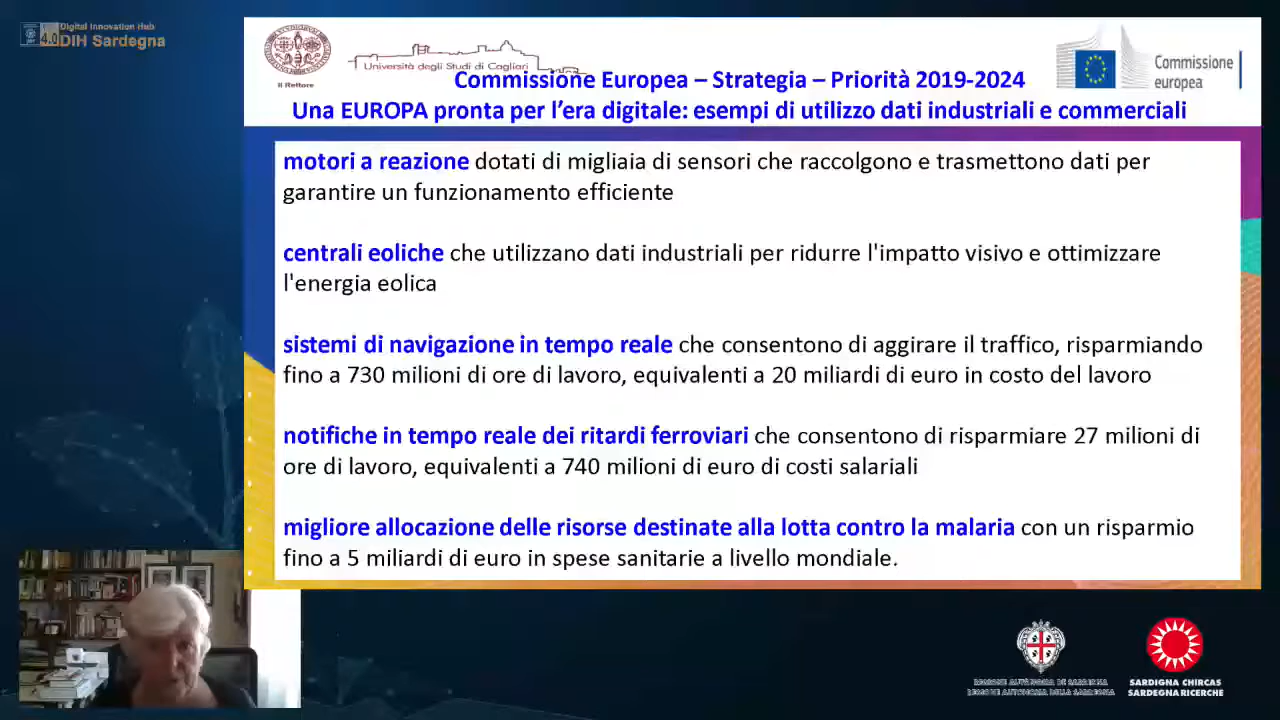 Digital Innovation Hub
4.0
DIH Sardegna
Il Rettore
Università degli Studi di Cagliari
Commissione
europea
Commissione Europea – Strategia – Priorità 2019-2024
Una EUROPA pronta per l’era digitale: esempi di utilizzo dati industriali e commerciali
motori a reazione dotati di migliaia di sensori che raccolgono e trasmettono dati per
garantire un funzionamento efficiente
centrali eoliche che utilizzano dati industriali per ridurre l'impatto visivo e ottimizzare
l'energia eolica
sistemi di navigazione in tempo reale che consentono di aggirare il traffico, risparmiando
fino a 730 milioni di ore di lavoro, equivalenti a 20 miliardi di euro in costo del lavoro
notifiche in tempo reale dei ritardi ferroviari che consentono di risparmiare 27 milioni di
ore di lavoro, equivalenti a 740 milioni di euro di costi salariali
migliore allocazione delle risorse destinate alla lotta contro la malaria con un risparmio
fino a 5 miliardi di euro in spese sanitarie a livello mondiale.
REGIONE AUTONOMA DELLA SARDEGNA
SARDIGNA CHIRCAS
SARDEGNA RICERCHE